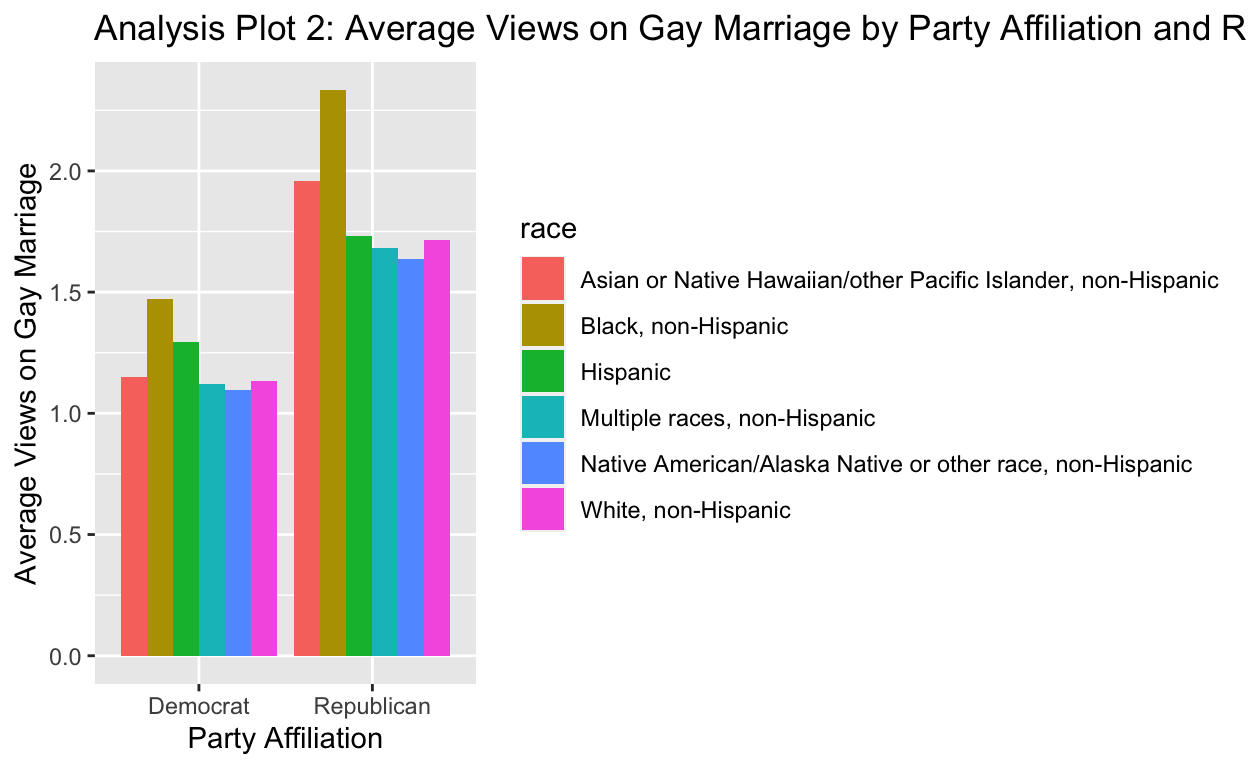 Analysis Plot 2: Average Views on Gay Marriage by Party Affiliation and R
Average Views on Gay Marriage
2.0
1.5
1.0
0.5
0.0
Democrat
Republican
Party Affiliation
race
Asian or Native Hawaiian/other Pacific Islander, non-Hispanic
Black, non-Hispanic
Hispanic
Multiple races, non-Hispanic
Native American/Alaska Native or other race, non-Hispanic
White, non-Hispanic